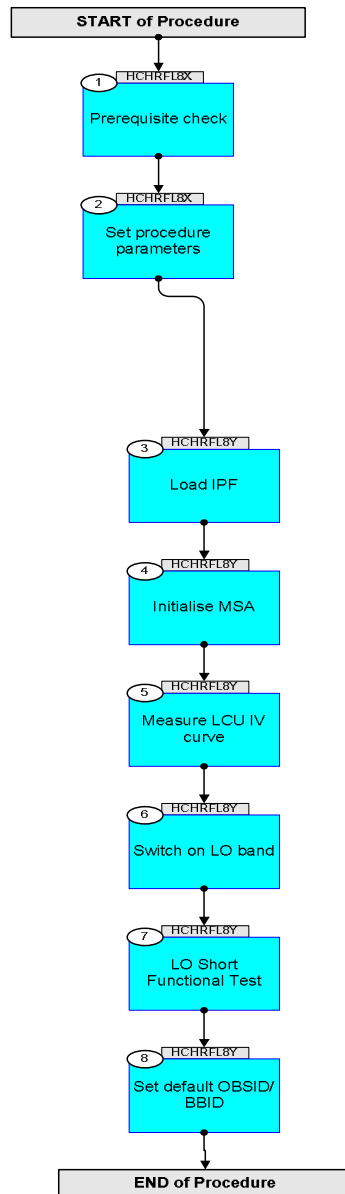 START of Procedure
HCHRFL8X
1
Prerequisite check
HCHRFL8X
2
Set procedure
parameters
HCHRFL8Y
3
Load IPF
HCHRFL8Y
4
Initialise MSA
HCHRFL8Y
5
Measure LCU IV
curve
HCHRFL8Y
6
Switch on LO band
HCHRFL8Y
7
LO Short
Functional Test
HCHRFL8Y
8
Set default OBSID/
BBID
END of Procedure